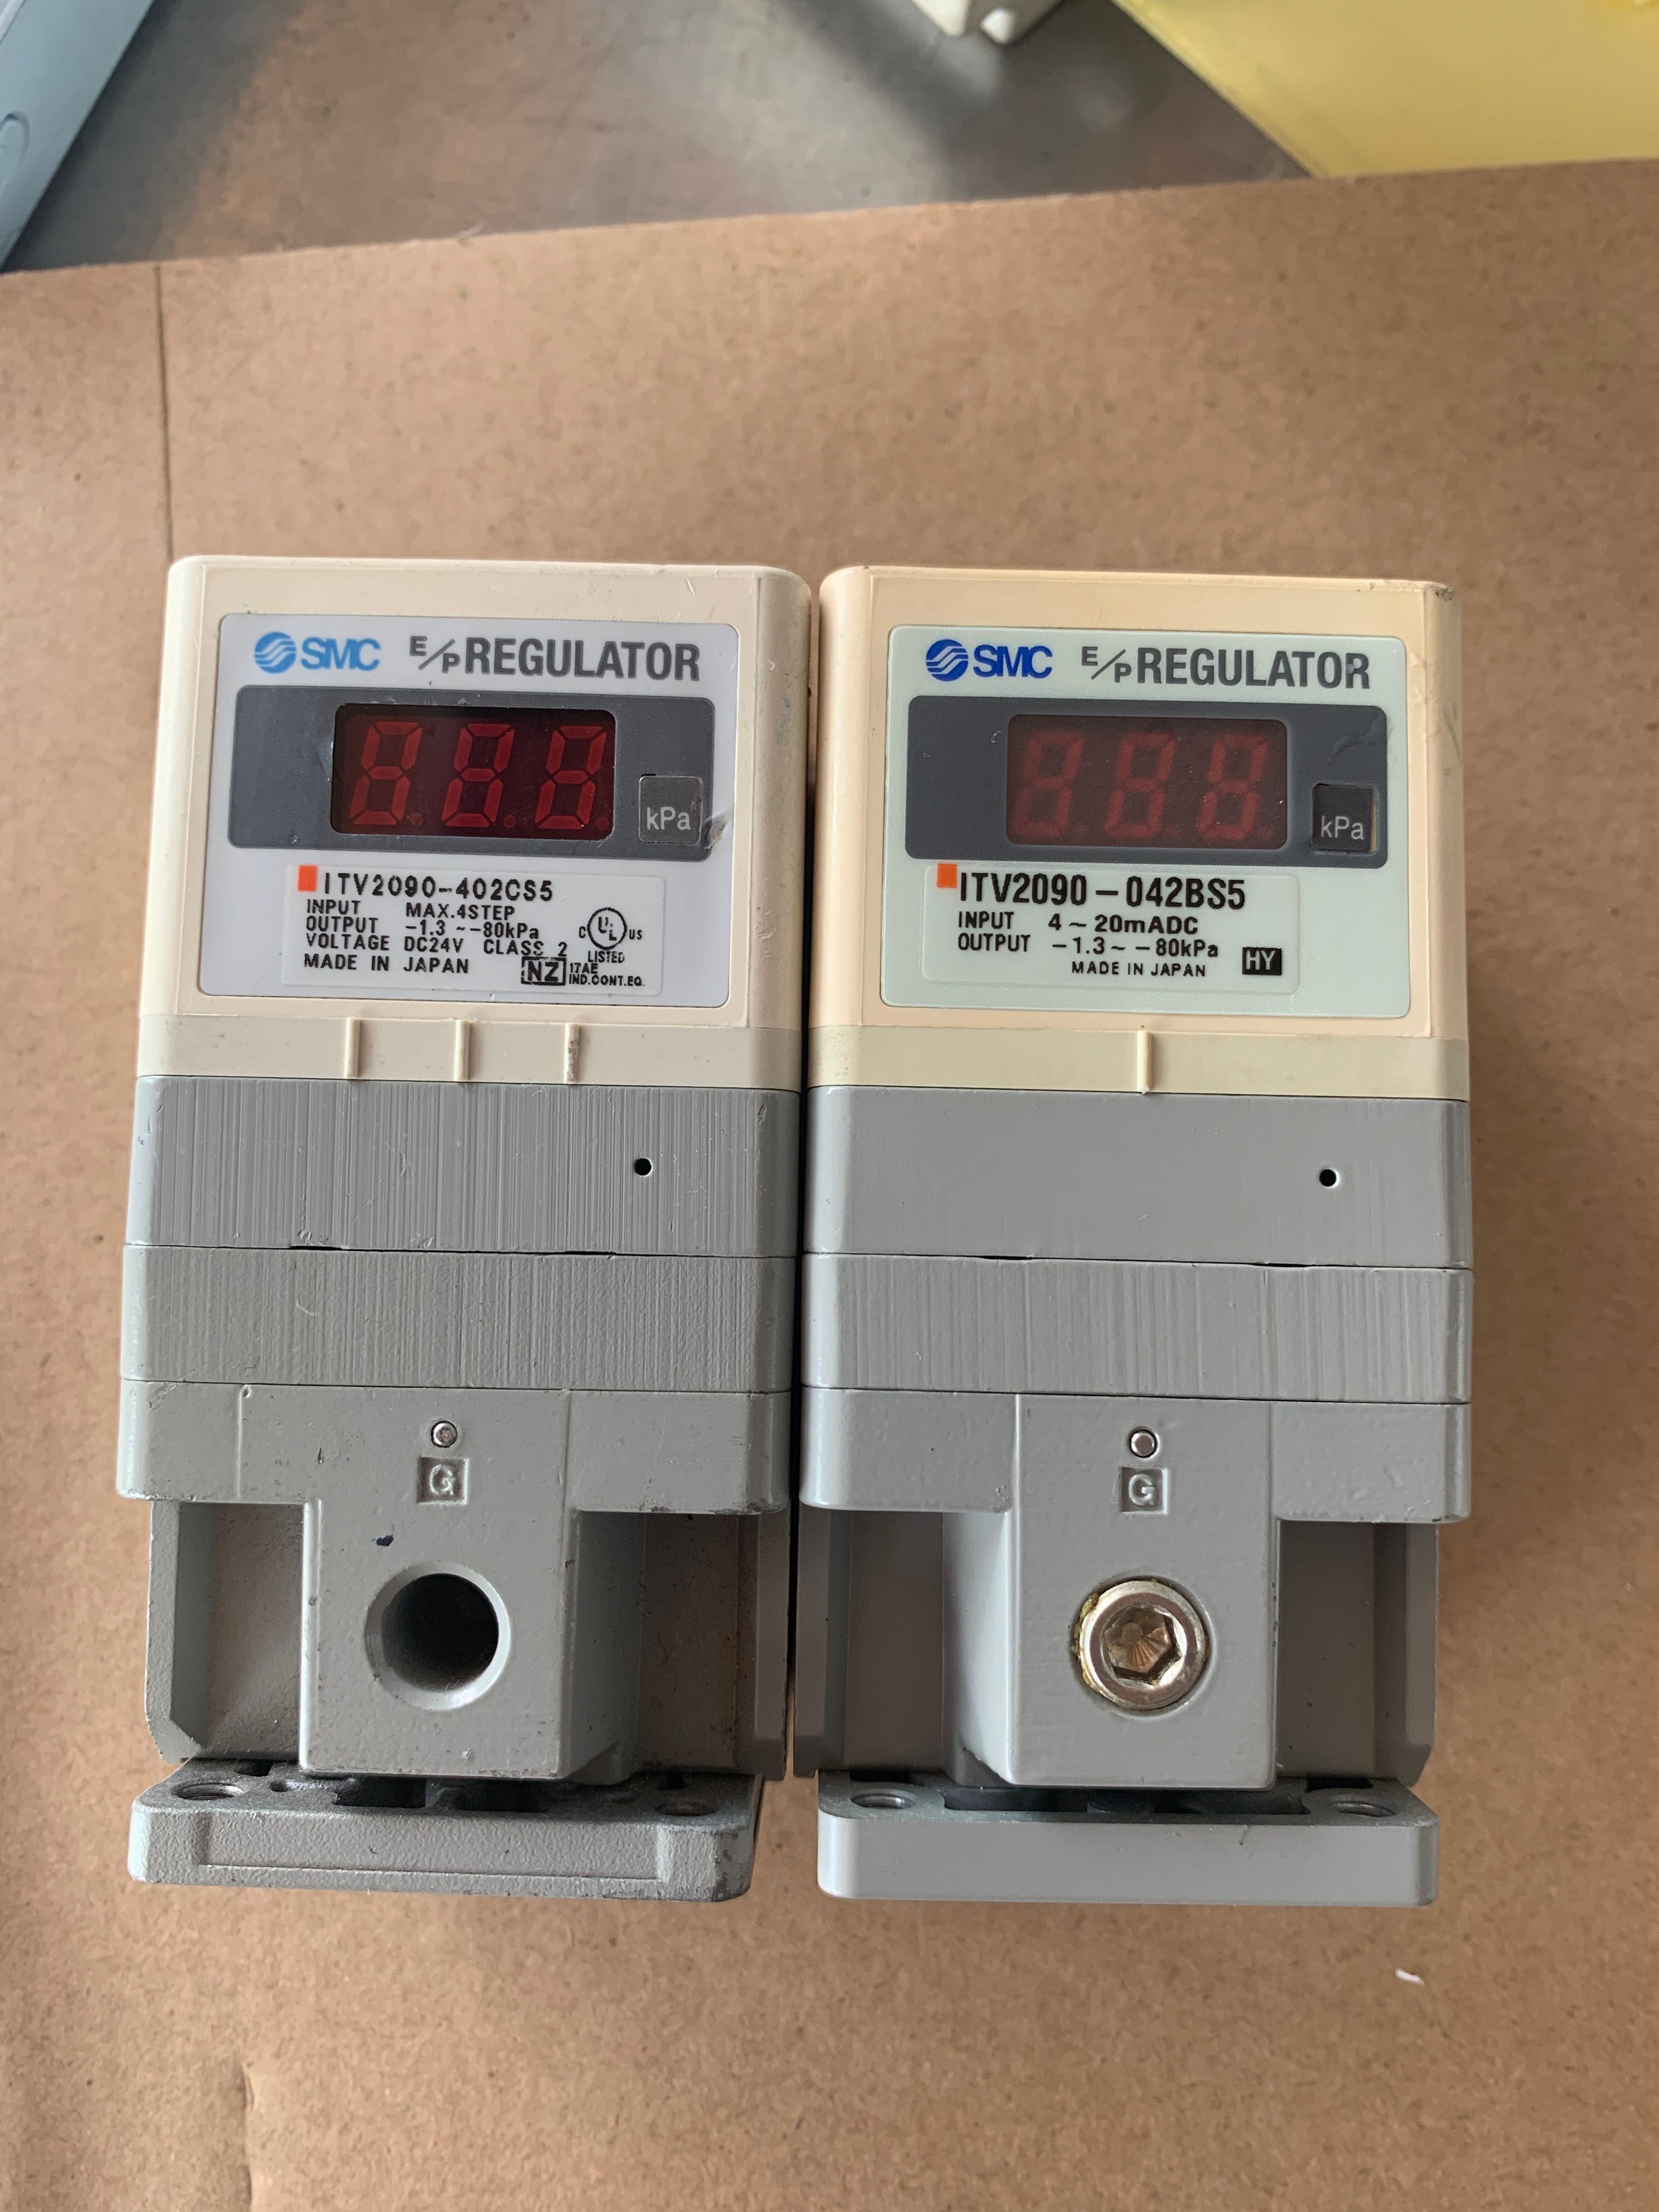 SMC E/P REGULATOR
kPa
ITV2090-402CS5
INPUT MAX.4STEP
OUTPUT -1.3 ~ -80kPa
VOLTAGE DC24V CLASS 2
MADE IN JAPAN
NZ
C UL US
LISTED
17AE
IND.CONT.EQ.
G
SMC E/P REGULATOR
kPa
ITV2090-042BS5
INPUT 4 ~ 20mADC
OUTPUT -1.3 ~ -80kPa
MADE IN JAPAN HY
G